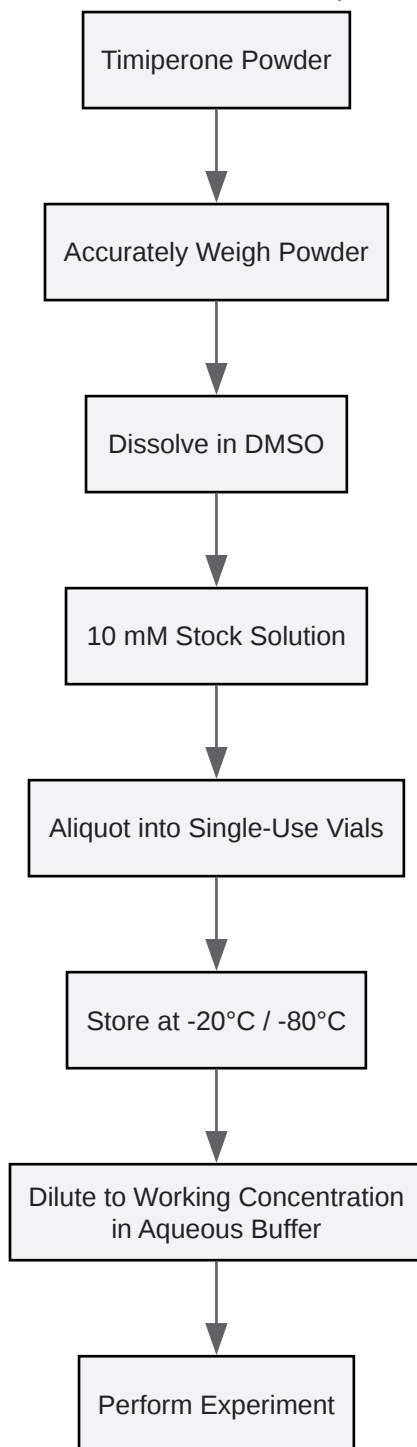 Timiperone Powder
Accurately Weigh Powder
Dissolve in DMSO
10 mM Stock Solution
Aliquot into Single-Use Vials
Store at -20°C / -80°C
Dilute to Working Concentration
in Aqueous Buffer
Perform Experiment